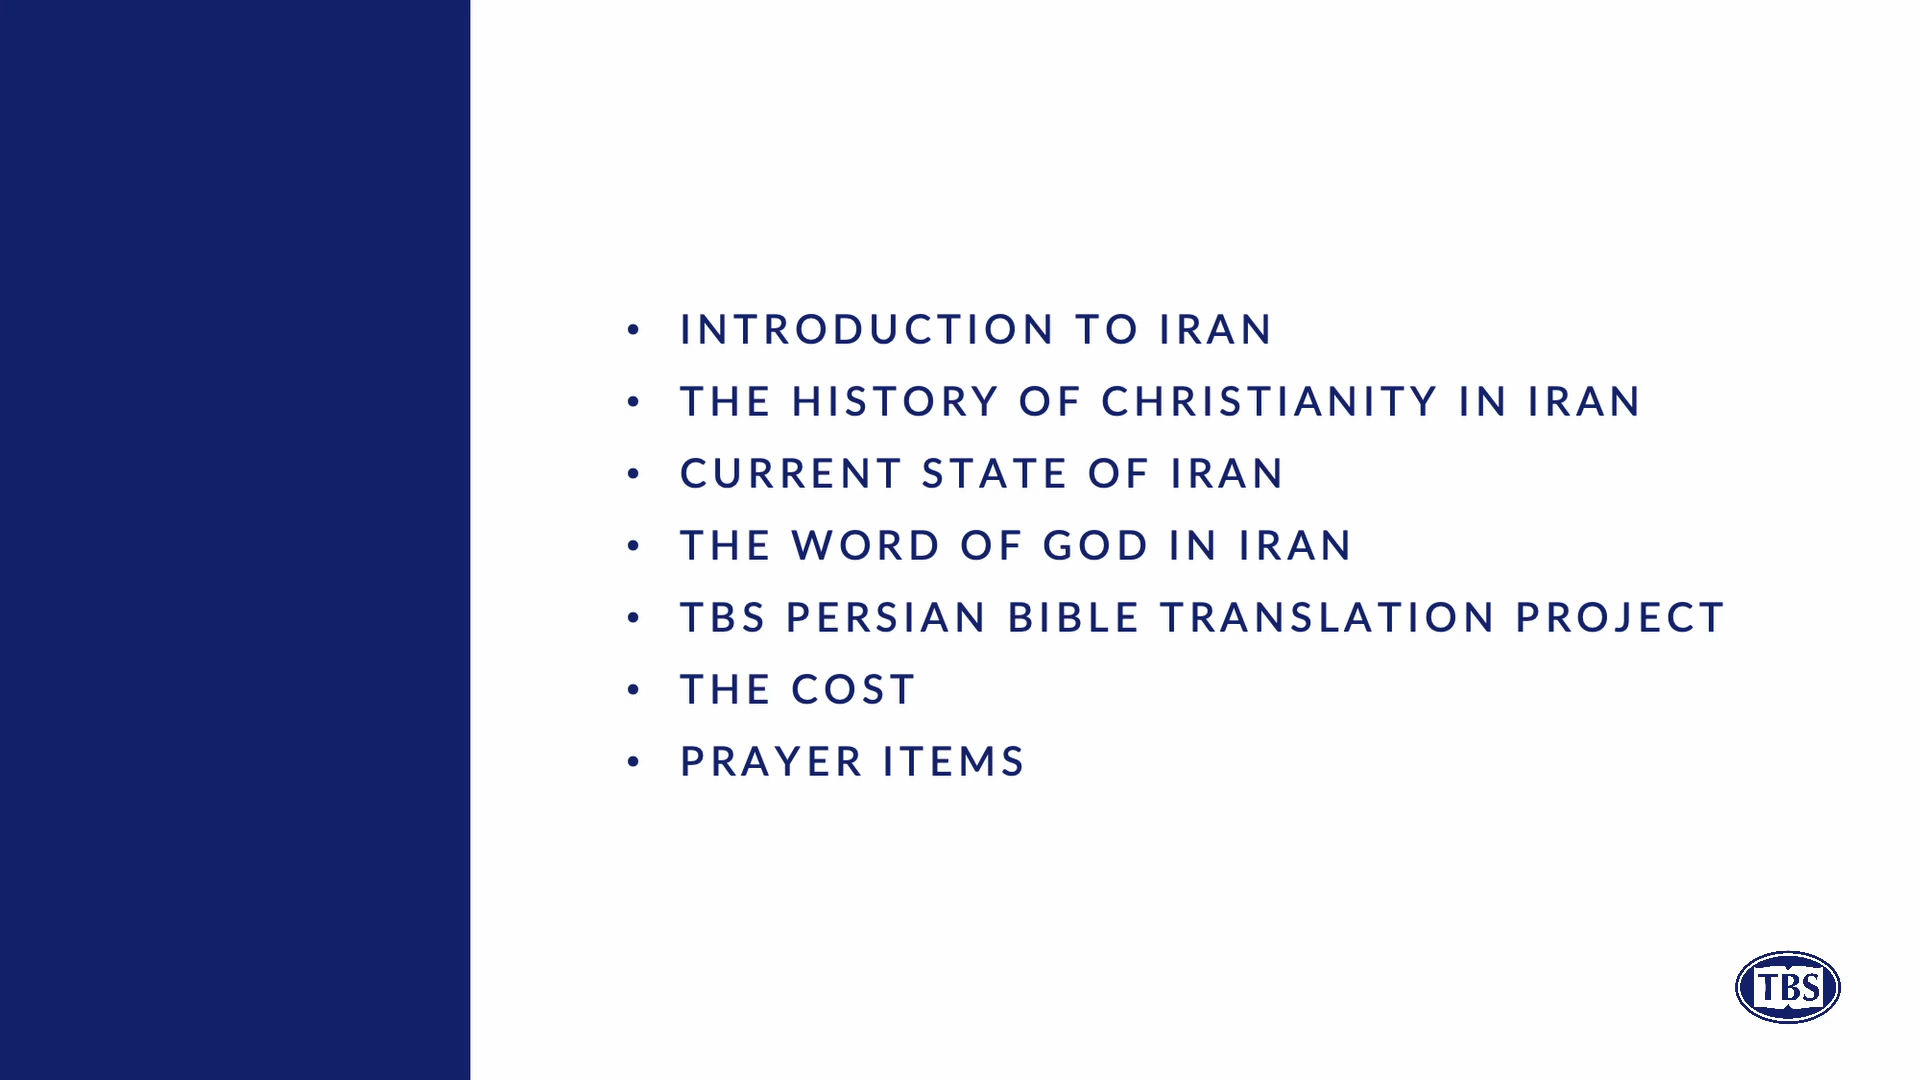 • INTRODUCTION TO IRAN
• THE HISTORY OF CHRISTIANITY IN IRAN
• CURRENT STATE OF IRAN
• THE WORD OF GOD IN IRAN
• TBS PERSIAN BIBLE TRANSLATION PROJECT
• THE COST
• PRAYER ITEMS
TBS